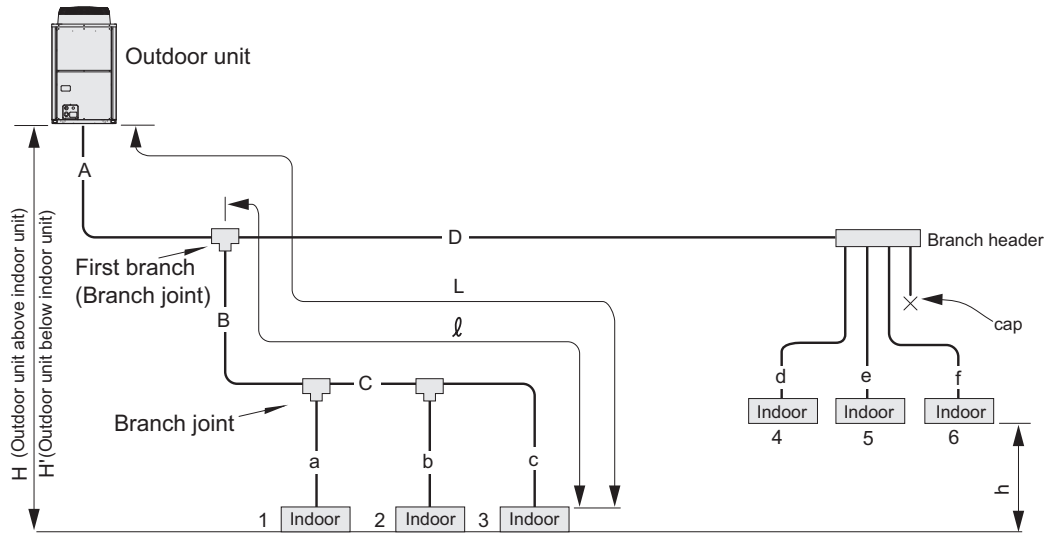 Outdoor unit
A
H (Outdoor unit above indoor unit)
H'(Outdoor unit below indoor unit)
First branch
(Branch joint)
D
Branch header
L
ℓ
B
cap
C
Branch joint
d
e
f
Indoor
Indoor
Indoor
4
5
6
a
b
c
h
1
Indoor
2
Indoor
3
Indoor